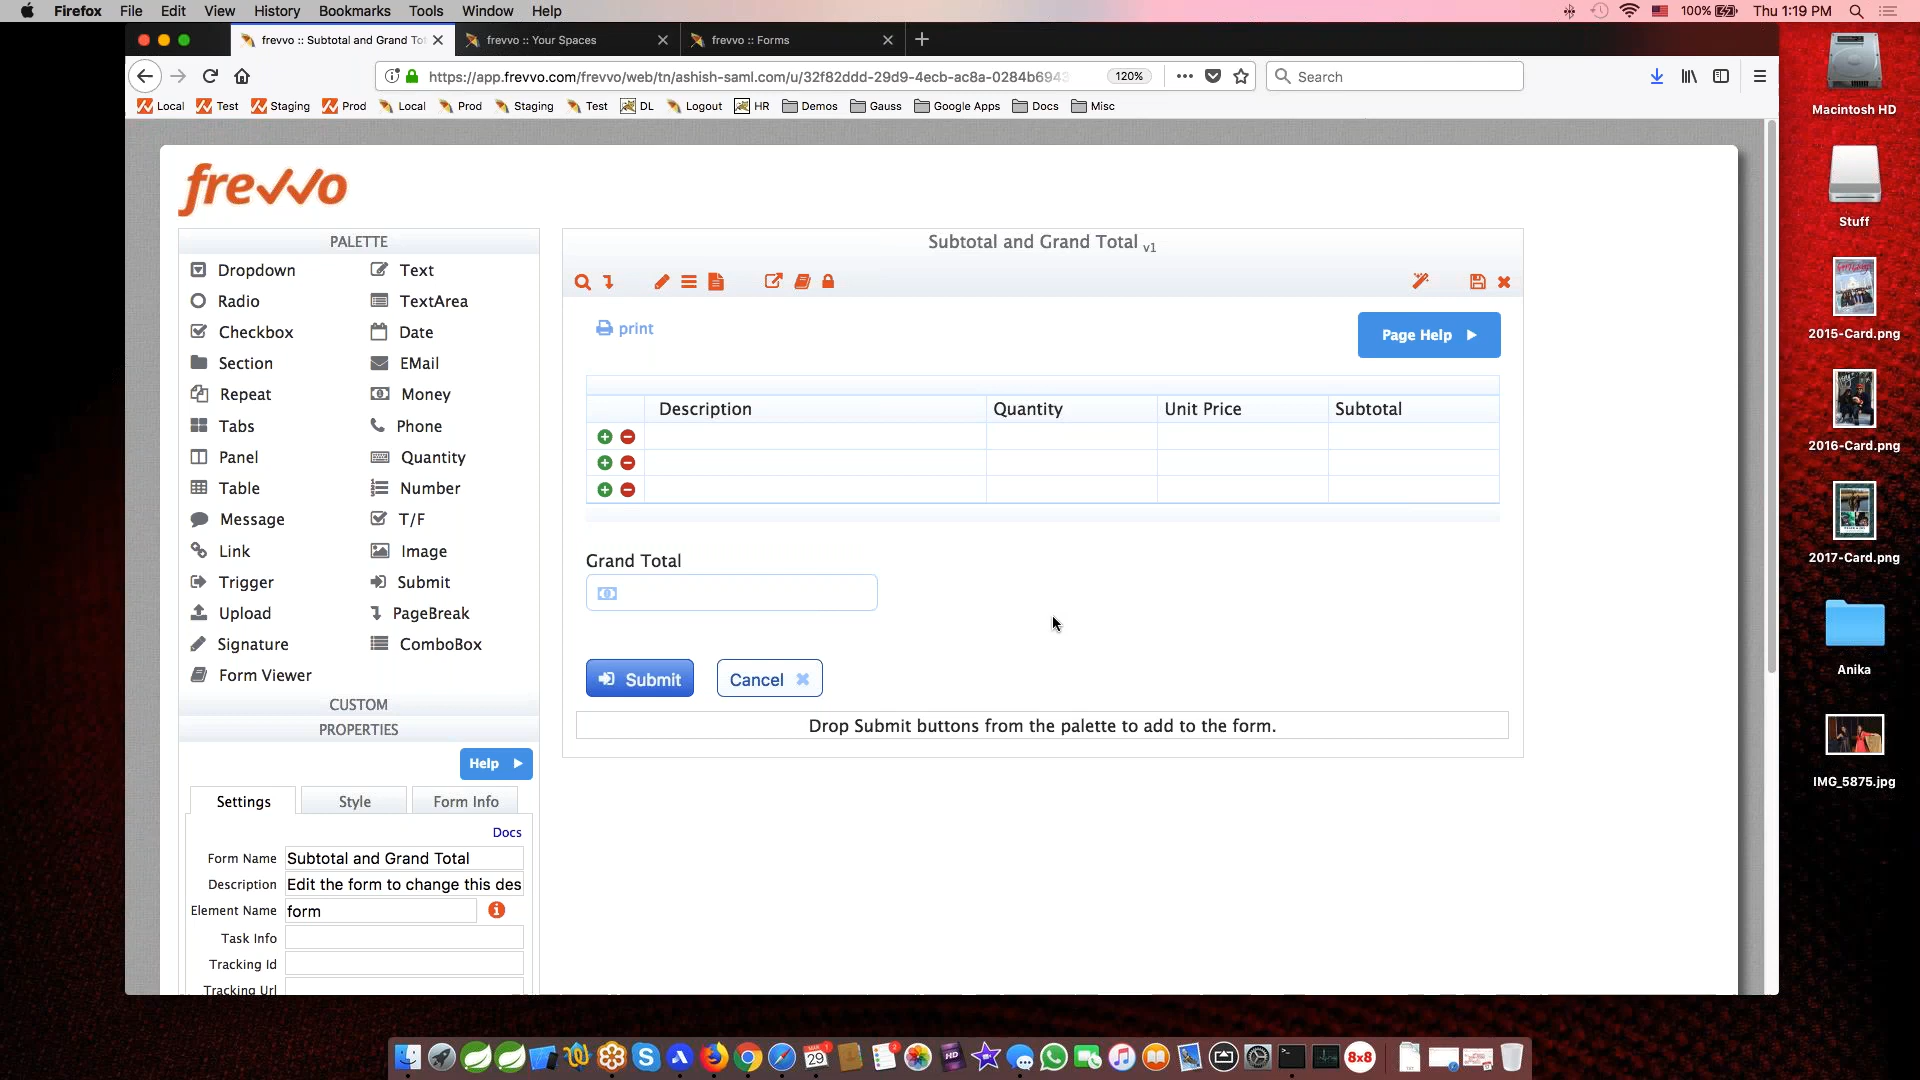 Firefox File Edit View History Bookmarks Tools Window Help 100% Thu 1:19 PM
frevvo :: Subtotal and Grand To frevvo :: Your Spaces frevvo :: Forms
https://app.frevvo.com/frevvo/web/tn/ashish-saml.com/u/32f82ddd-29d9-4ecb-ac8a-0284b6943 120% Search
Local Test Staging Prod Local Prod Staging Test DL Logout HR Demos Gauss Google Apps Docs Misc
Macintosh HD
Stuff
2015-Card.png
2016-Card.png
2017-Card.png
Anika
IMG_5875.jpg
frevvo
PALETTE
Dropdown Text
Radio TextArea
Checkbox Date
Section EMail
Repeat Money
Tabs Phone
Panel Quantity
Table Number
Message T/F
Link Image
Trigger Submit
Upload PageBreak
Signature ComboBox
Form Viewer
CUSTOM
PROPERTIES
Help
Settings Style Form Info
Docs
Form Name Subtotal and Grand Total
Description Edit the form to change this des
Element Name form
Task Info
Tracking Id
Tracking Url
Subtotal and Grand Total v1
print
Page Help
Description Quantity Unit Price Subtotal
Grand Total
Submit Cancel
Drop Submit buttons from the palette to add to the form.
29
HD
8x8